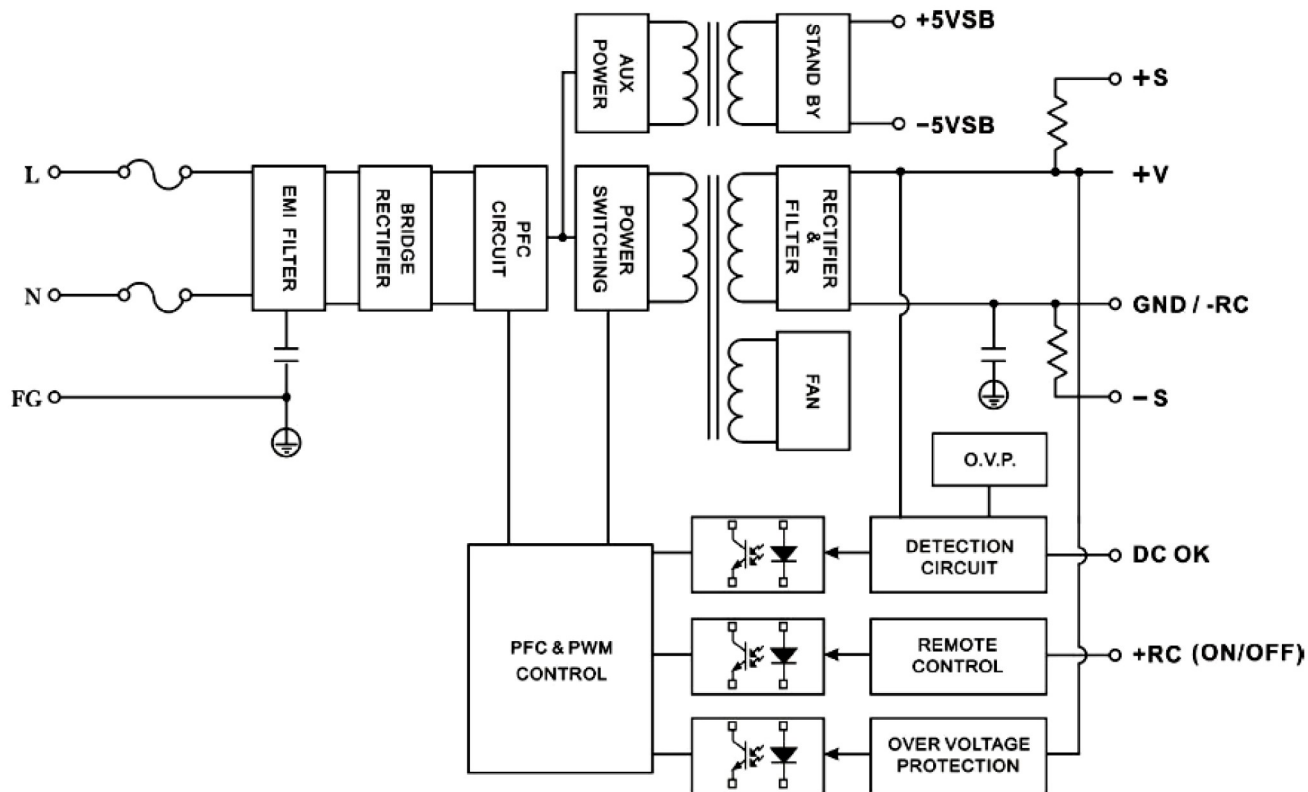 AUX
POWER
STAND BY
+5VSB
−5VSB
+S
L
EMI FILTER
BRIDGE
RECTIFIER
PFC
CIRCUIT
POWER
SWITCHING
RECTIFIER
&
FILTER
+V
N
GND / -RC
FG
FAN
−S
O.V.P.
DETECTION
CIRCUIT
DC OK
PFC & PWM
CONTROL
REMOTE
CONTROL
+RC (ON/OFF)
OVER VOLTAGE
PROTECTION